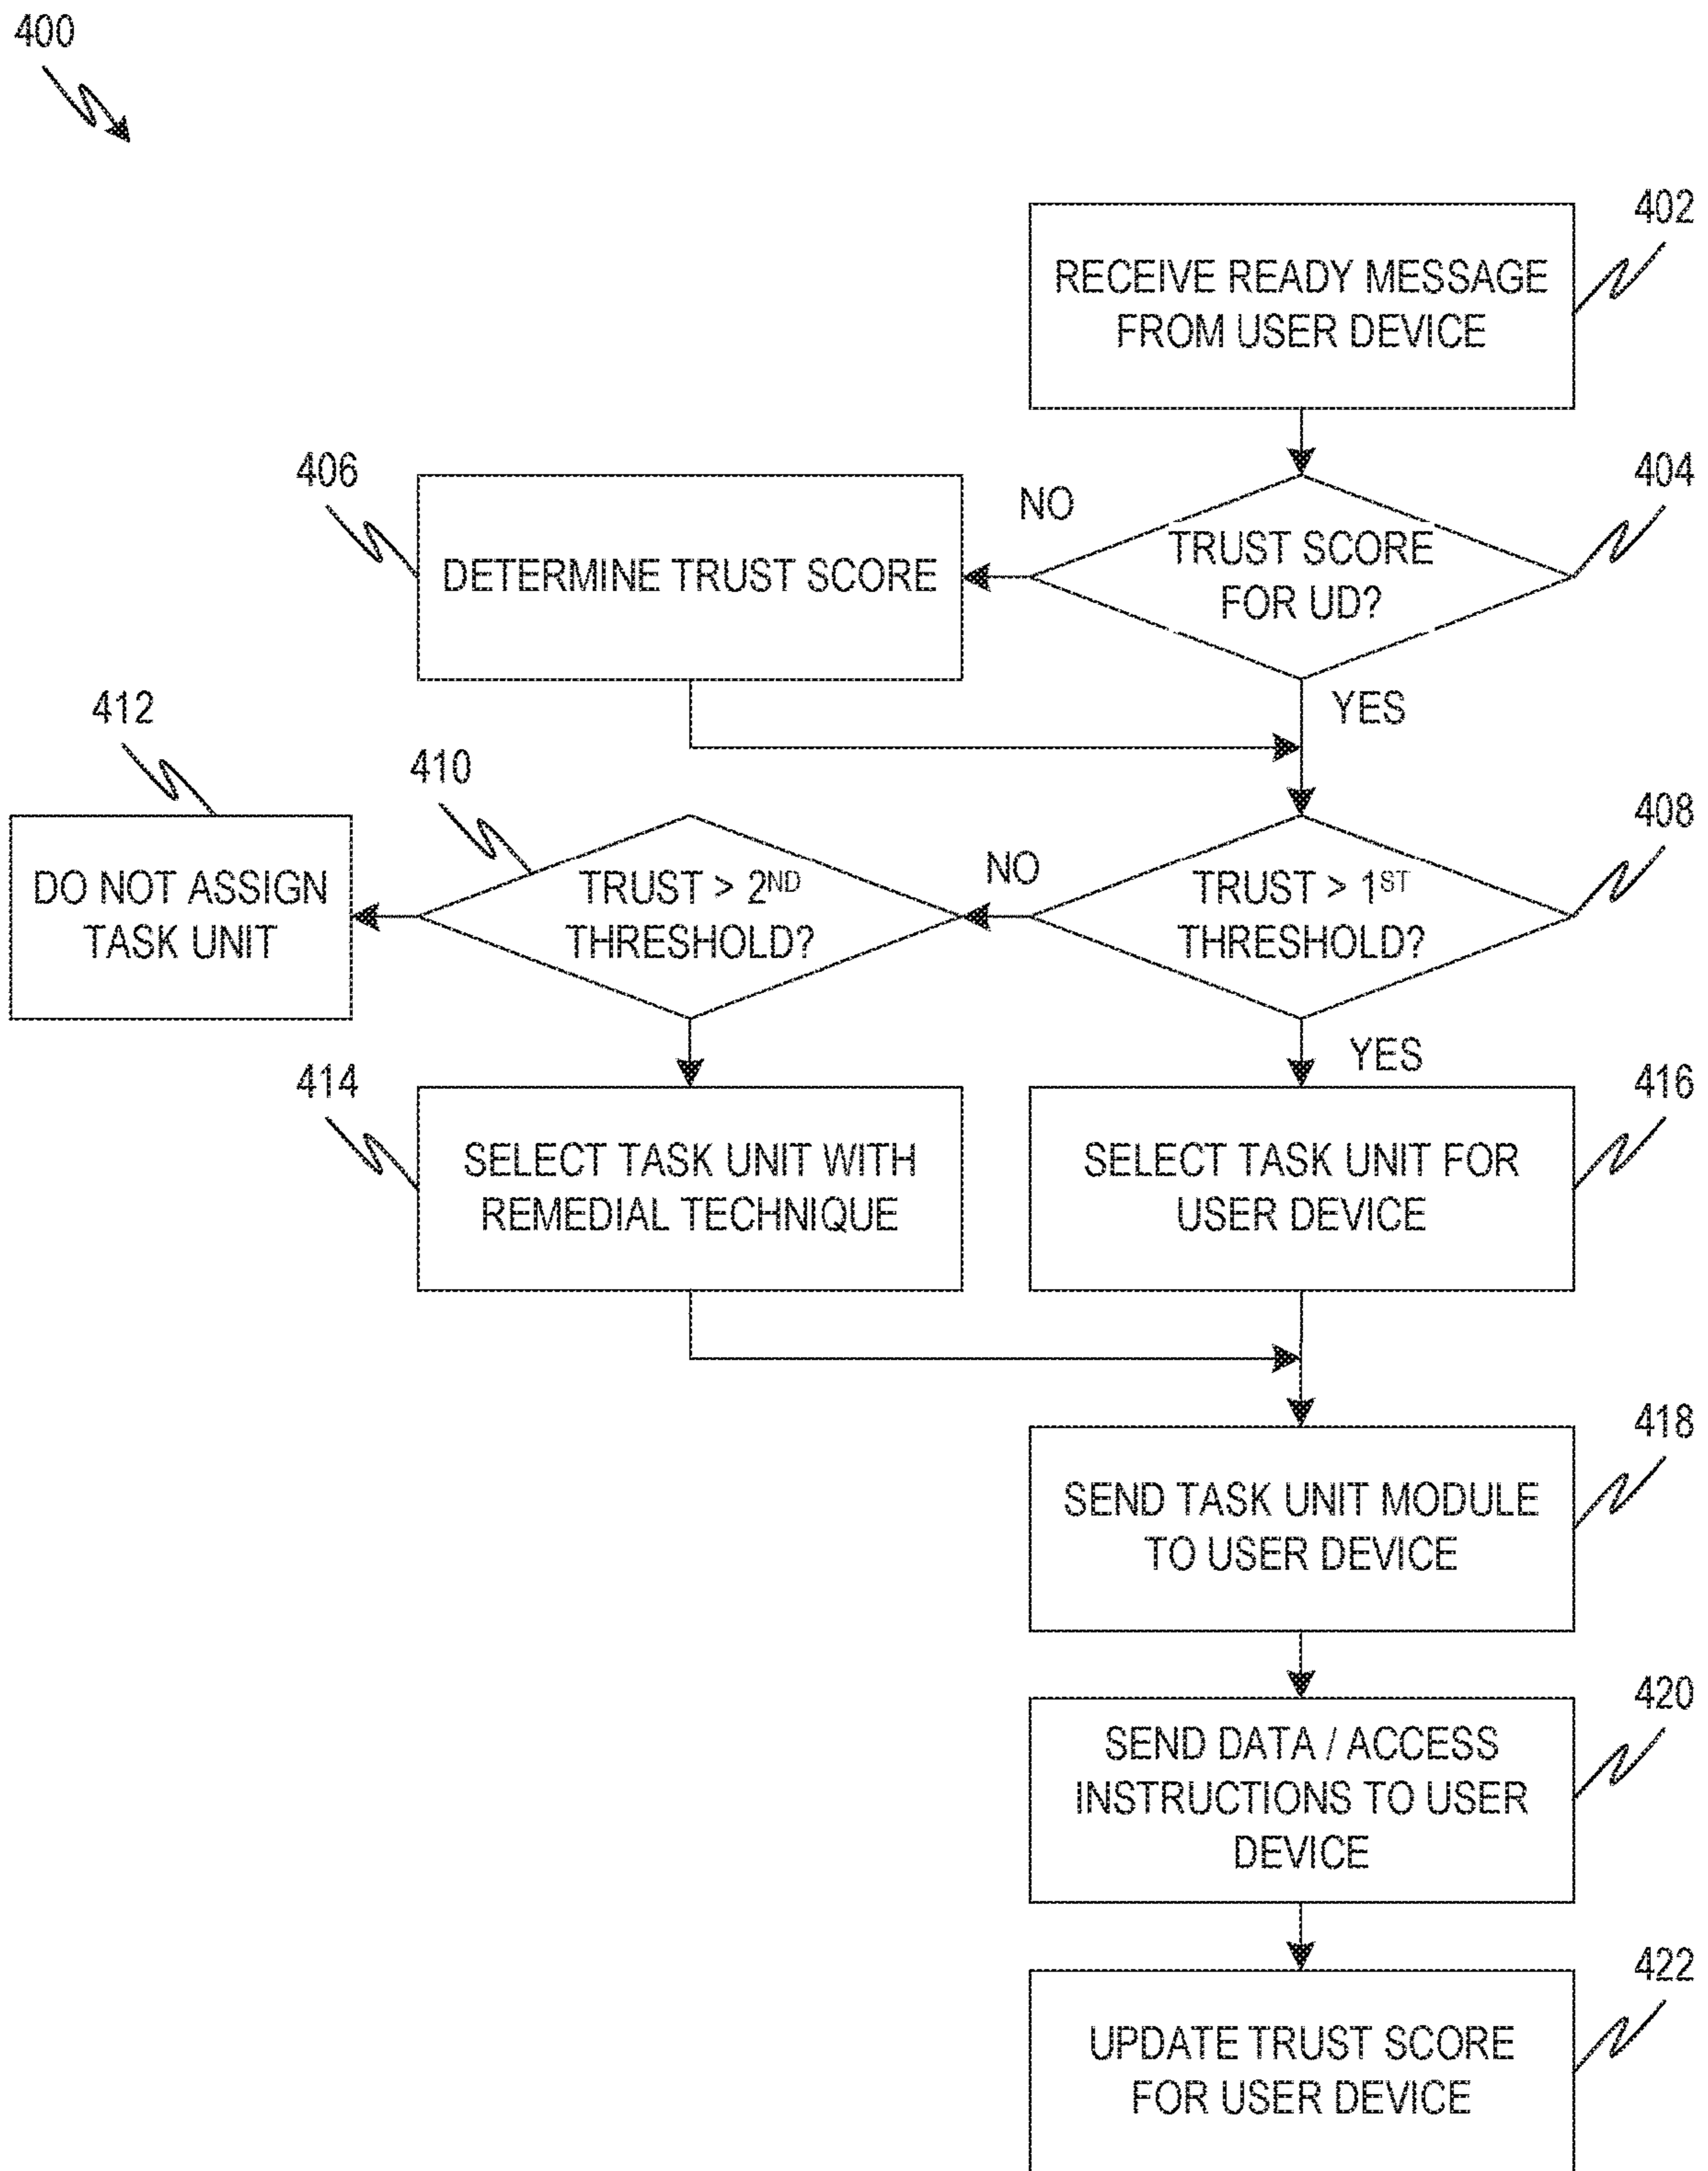 400
402
RECEIVE READY MESSAGE
FROM USER DEVICE
406
404
NO
DETERMINE TRUST SCORE
TRUST SCORE
FOR UD?
YES
412
410
408
DO NOT ASSIGN
TASK UNIT
TRUST > 2ND
THRESHOLD?
NO
TRUST > 1ST
THRESHOLD?
YES
414
416
SELECT TASK UNIT WITH
REMEDIAL TECHNIQUE
SELECT TASK UNIT FOR
USER DEVICE
418
SEND TASK UNIT MODULE
TO USER DEVICE
420
SEND DATA / ACCESS
INSTRUCTIONS TO USER
DEVICE
422
UPDATE TRUST SCORE
FOR USER DEVICE